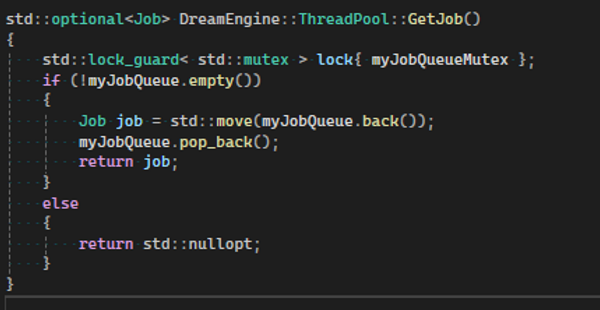 std::optional<Job> DreamEngine::ThreadPool::GetJob()
{
    std::lock_guard< std::mutex > lock{ myJobQueueMutex };
    if (!myJobQueue.empty())
    {
        Job job = std::move(myJobQueue.back());
        myJobQueue.pop_back();
        return job;
    }
    else
    {
        return std::nullopt;
    }
}